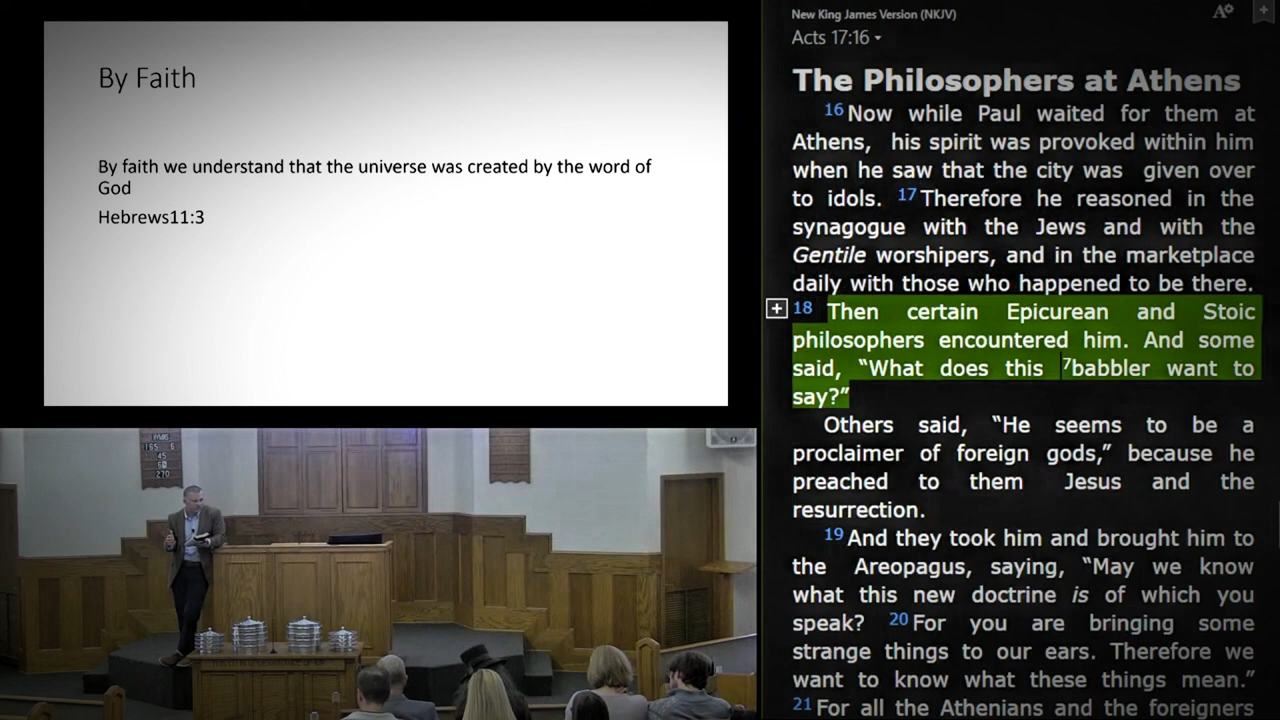 By Faith
By faith we understand that the universe was created by the word of
God
Hebrews11:3
HYMNS
165 6
45
270
New King James Version (NKJV)
Acts 17:16
The Philosophers at Athens
16 Now while Paul waited for them at
Athens, his spirit was provoked within him
when he saw that the city was given over
to idols. 17 Therefore he reasoned in the
synagogue with the Jews and with the
Gentile worshipers, and in the marketplace
daily with those who happened to be there.
18 Then certain Epicurean and Stoic
philosophers encountered him. And some
said, “What does this 7babbler want to
say?”
Others said, “He seems to be a
proclaimer of foreign gods,” because he
preached to them Jesus and the
resurrection.
19 And they took him and brought him to
the Areopagus, saying, “May we know
what this new doctrine is of which you
speak? 20 For you are bringing some
strange things to our ears. Therefore we
want to know what these things mean.”
21 For all the Athenians and the foreigners